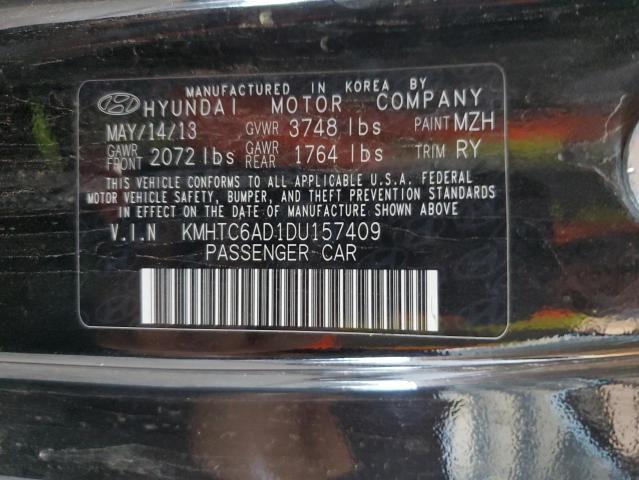 MANUFACTURED IN KOREA BY
HYUNDAI MOTOR COMPANY
MAY/14/13 GVWR 3748 lbs PAINT MZH
GAWR FRONT 2072 lbs GAWR REAR 1764 lbs TRIM RY
THIS VEHICLE CONFORMS TO ALL APPLICABLE U.S.A. FEDERAL
MOTOR VEHICLE SAFETY, BUMPER, AND THEFT PREVENTION STANDARDS
IN EFFECT ON THE DATE OF MANUFACTURE SHOWN ABOVE
V.I.N KMHTC6AD1DU157409
PASSENGER CAR